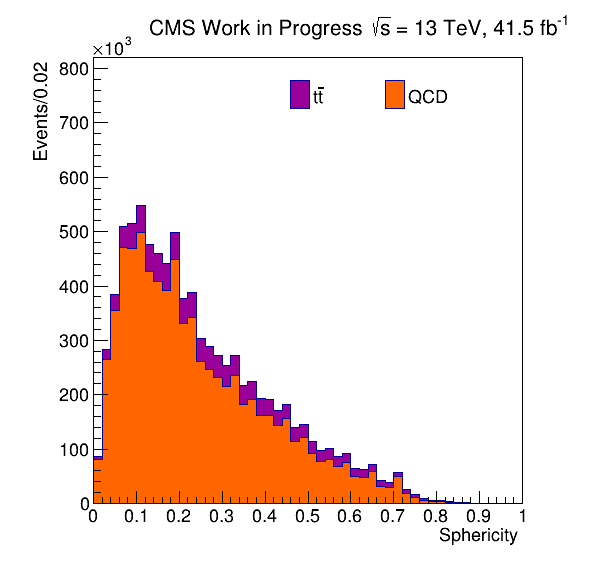 CMS Work in Progress √s = 13 TeV, 41.5 fb⁻¹
×10³
Events/0.02
tt̄ QCD
800
700
600
500
400
300
200
100
0
0 0.1 0.2 0.3 0.4 0.5 0.6 0.7 0.8 0.9 1
Sphericity